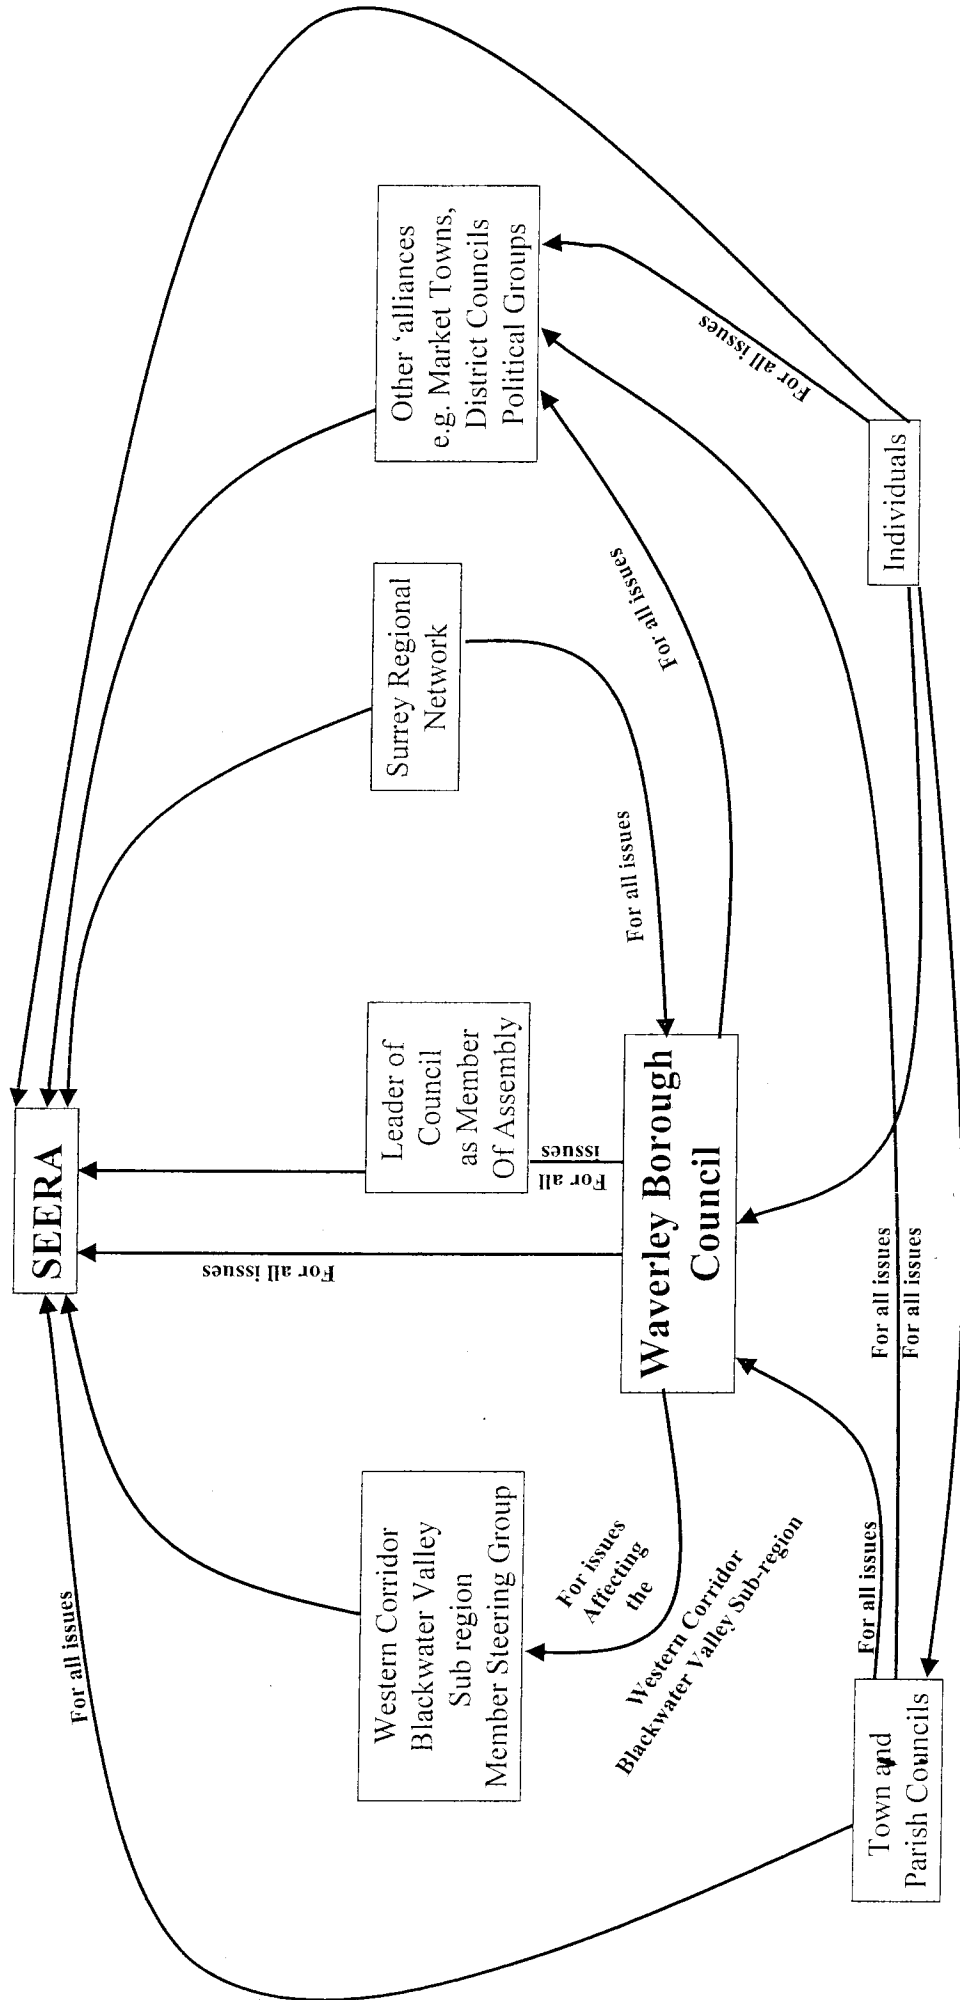 SEERA
For all issues
Western Corridor
Blackwater Valley
Sub region
Member Steering Group
Leader of
Council
as Member
Of Assembly
Surrey Regional
Network
Other ‘alliances
e.g. Market Towns,
District Councils
Political Groups
For all issues
For all
issues
For issues
Affecting
the
Western Corridor
Blackwater Valley Sub-region
Waverley Borough
Council
For all issues
For all issues
For all issues
For all issues
For all issues
For all issues
Town and
Parish Councils
Individuals